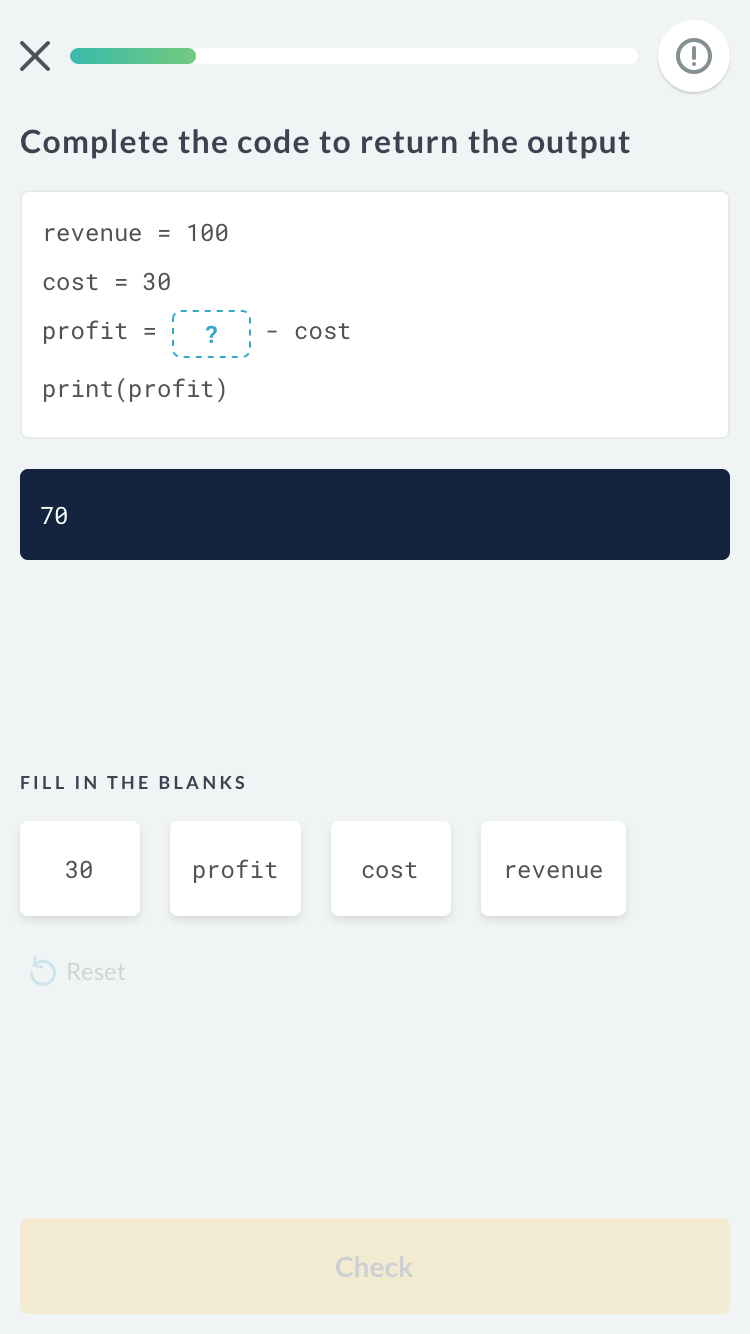 Complete the code to return the output
revenue = 100
cost = 30
profit = ? - cost
print(profit)
70
FILL IN THE BLANKS
30 profit cost revenue
Reset
Check